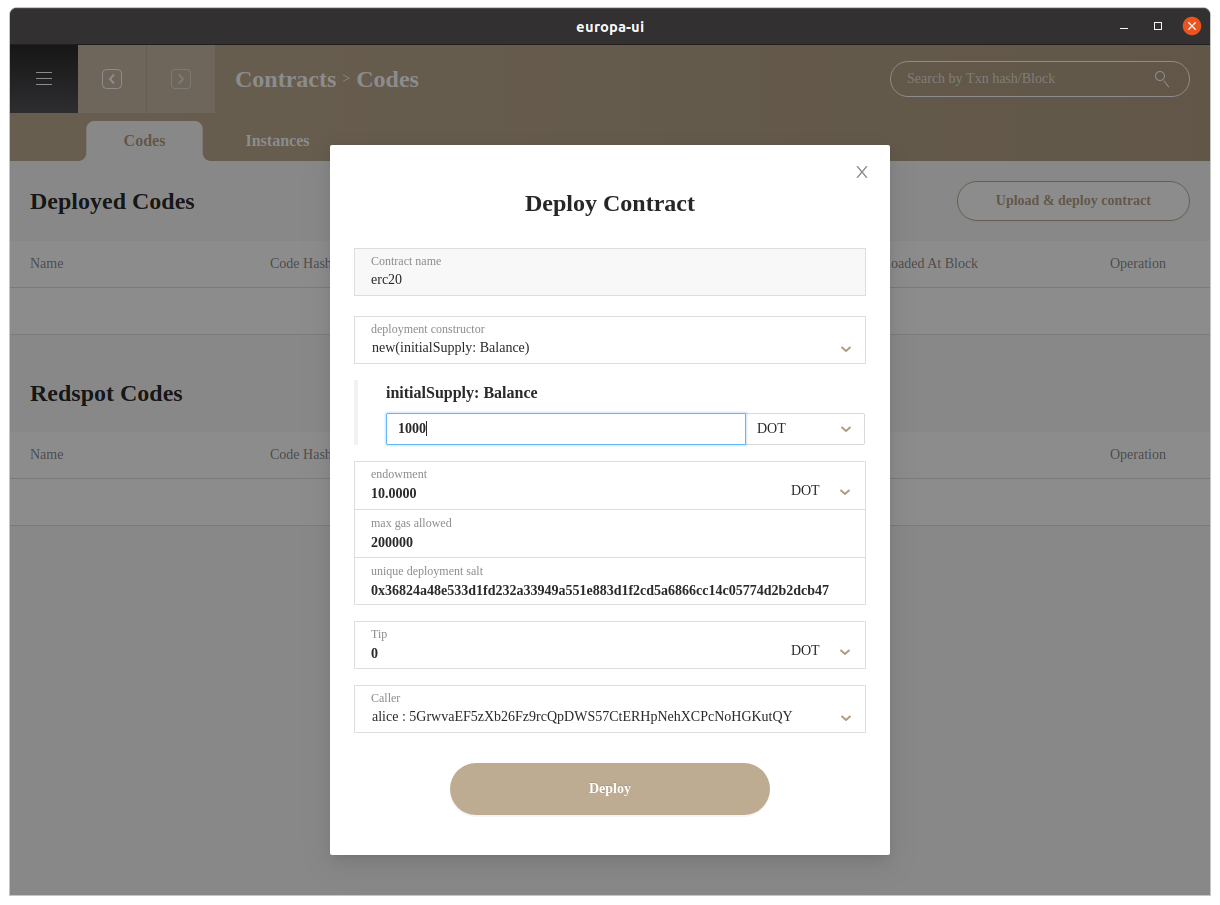 europa-ui
Contracts > Codes
Search by Txn hash/Block
Codes
Instances
Deployed Codes
Upload & deploy contract
Name
Code Hash
At Block
Operation
Redspot Codes
Name
Code Hash
Operation
Deploy Contract
Contract name
erc20
deployment constructor
new(initialSupply: Balance)
initialSupply: Balance
1000
DOT
endowment
10.0000
DOT
max gas allowed
200000
unique deployment salt
0x36824a48e533d1fd232a33949a551e883d1f2cd5a6866cc14c05774d2b2dcb47
Tip
0
DOT
Caller
alice : 5GrwvaEF5zXb26Fz9rcQpDWS57CtERHpNehXCPcNoHGKutQY
Deploy